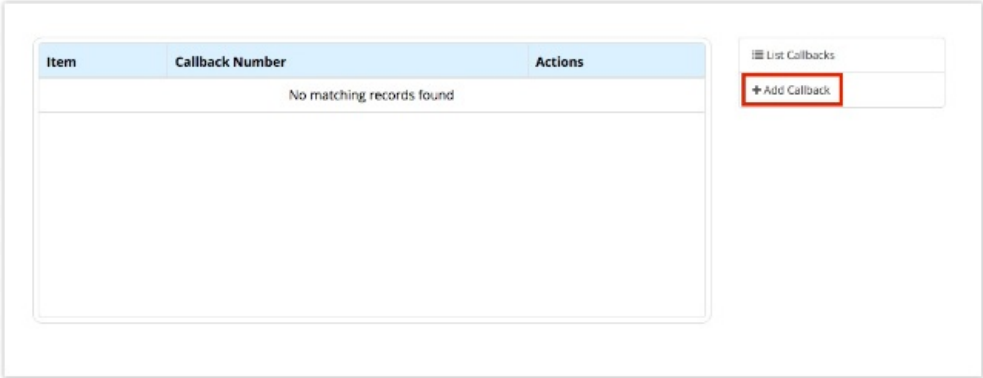 Item Callback Number Actions
No matching records found
List Callbacks
+ Add Callback